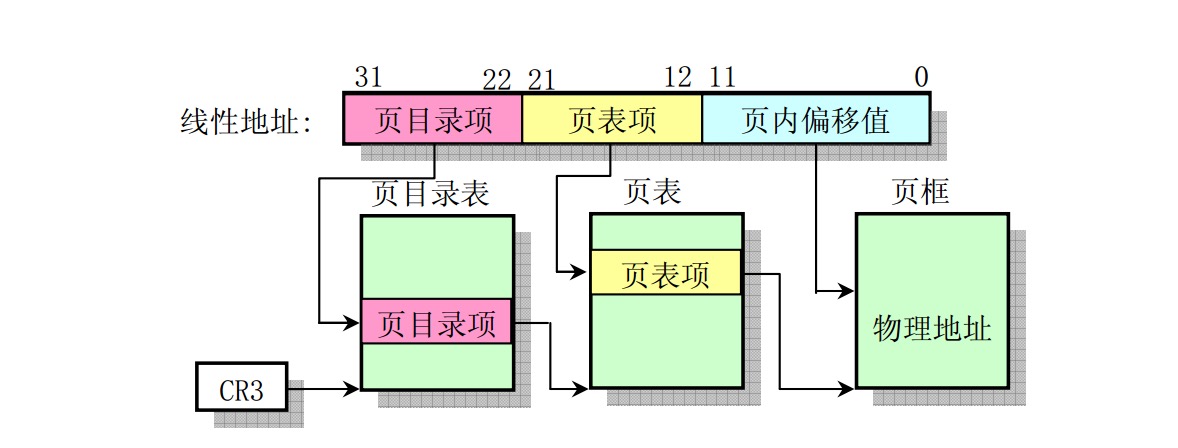 31 22 21 12 11 0
线性地址: 页目录项 页表项 页内偏移值
页目录表 页表 页框
页表项
页目录项 物理地址
CR3